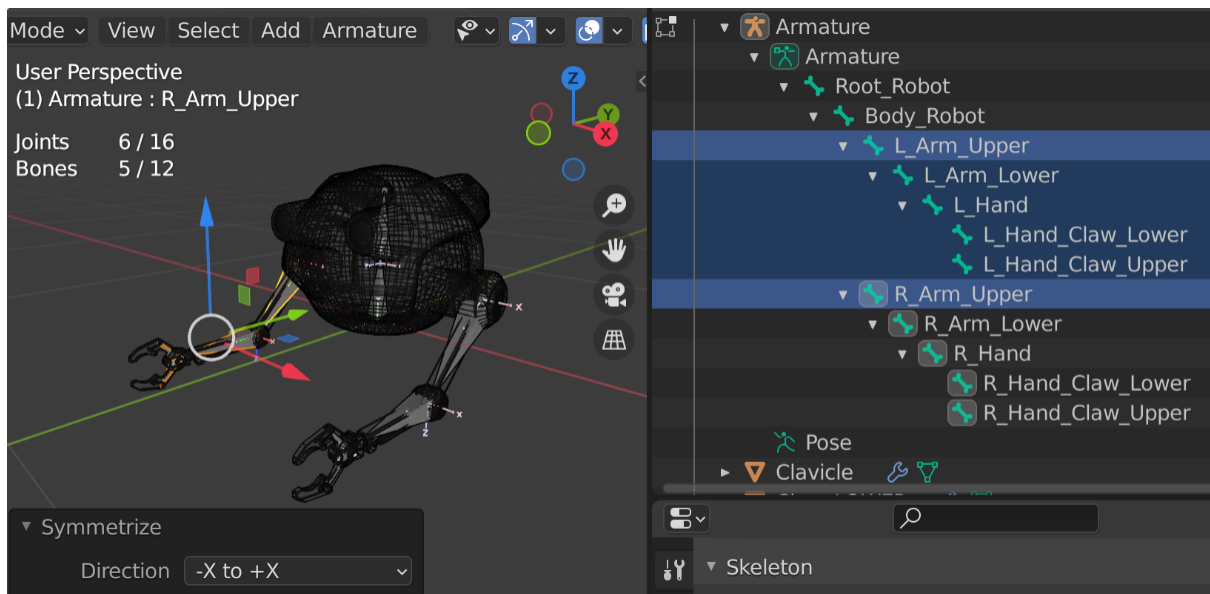 Mode View Select Add Armature
User Perspective
(1) Armature : R_Arm_Upper
Joints 6 / 16
Bones 5 / 12
Z
Y
X
x
x
x
z
Symmetrize
Direction -X to +X
Armature
Armature
Root_Robot
Body_Robot
L_Arm_Upper
L_Arm_Lower
L_Hand
L_Hand_Claw_Lower
L_Hand_Claw_Upper
R_Arm_Upper
R_Arm_Lower
R_Hand
R_Hand_Claw_Lower
R_Hand_Claw_Upper
Pose
Clavicle
Skeleton